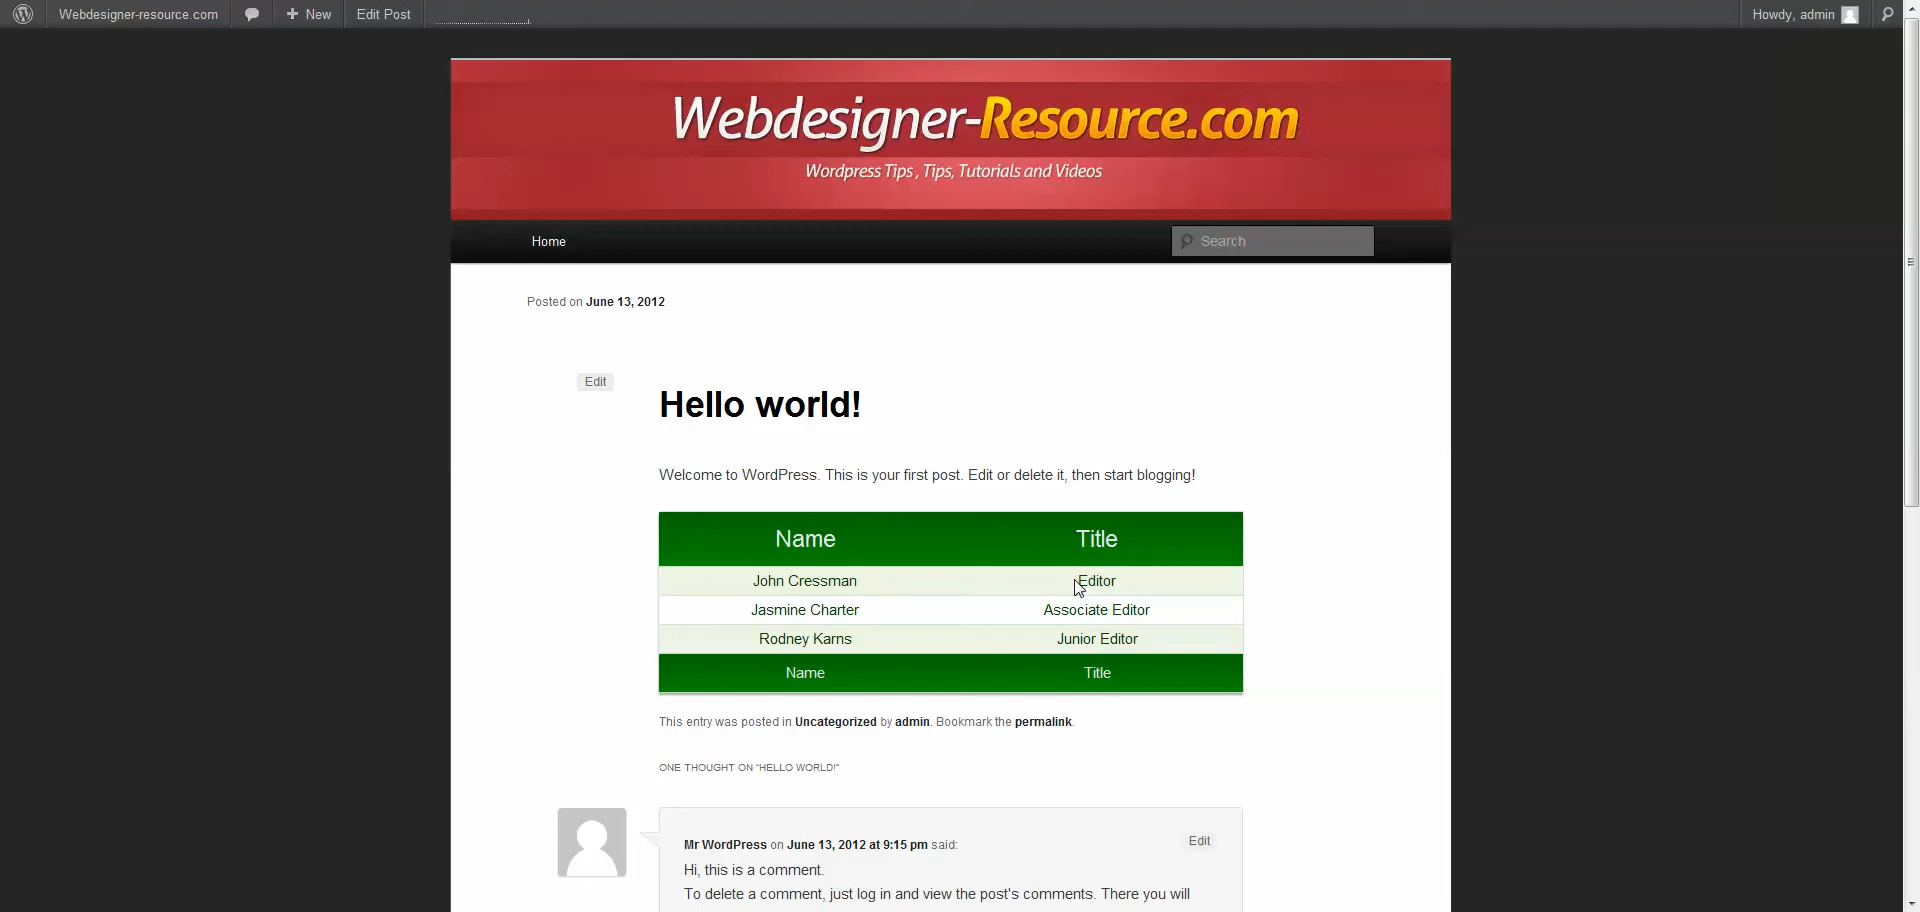 Webdesigner-resource.com New Edit Post Howdy, admin
Webdesigner-Resource.com
Wordpress Tips , Tips, Tutorials and Videos
Home Search
Posted on June 13, 2012
Edit
Hello world!
Welcome to WordPress. This is your first post. Edit or delete it, then start blogging!
Name Title
John Cressman Editor
Jasmine Charter Associate Editor
Rodney Karns Junior Editor
Name Title
This entry was posted in Uncategorized by admin. Bookmark the permalink.
ONE THOUGHT ON "HELLO WORLD!"
Mr WordPress on June 13, 2012 at 9:15 pm said: Edit
Hi, this is a comment.
To delete a comment, just log in and view the post's comments. There you will